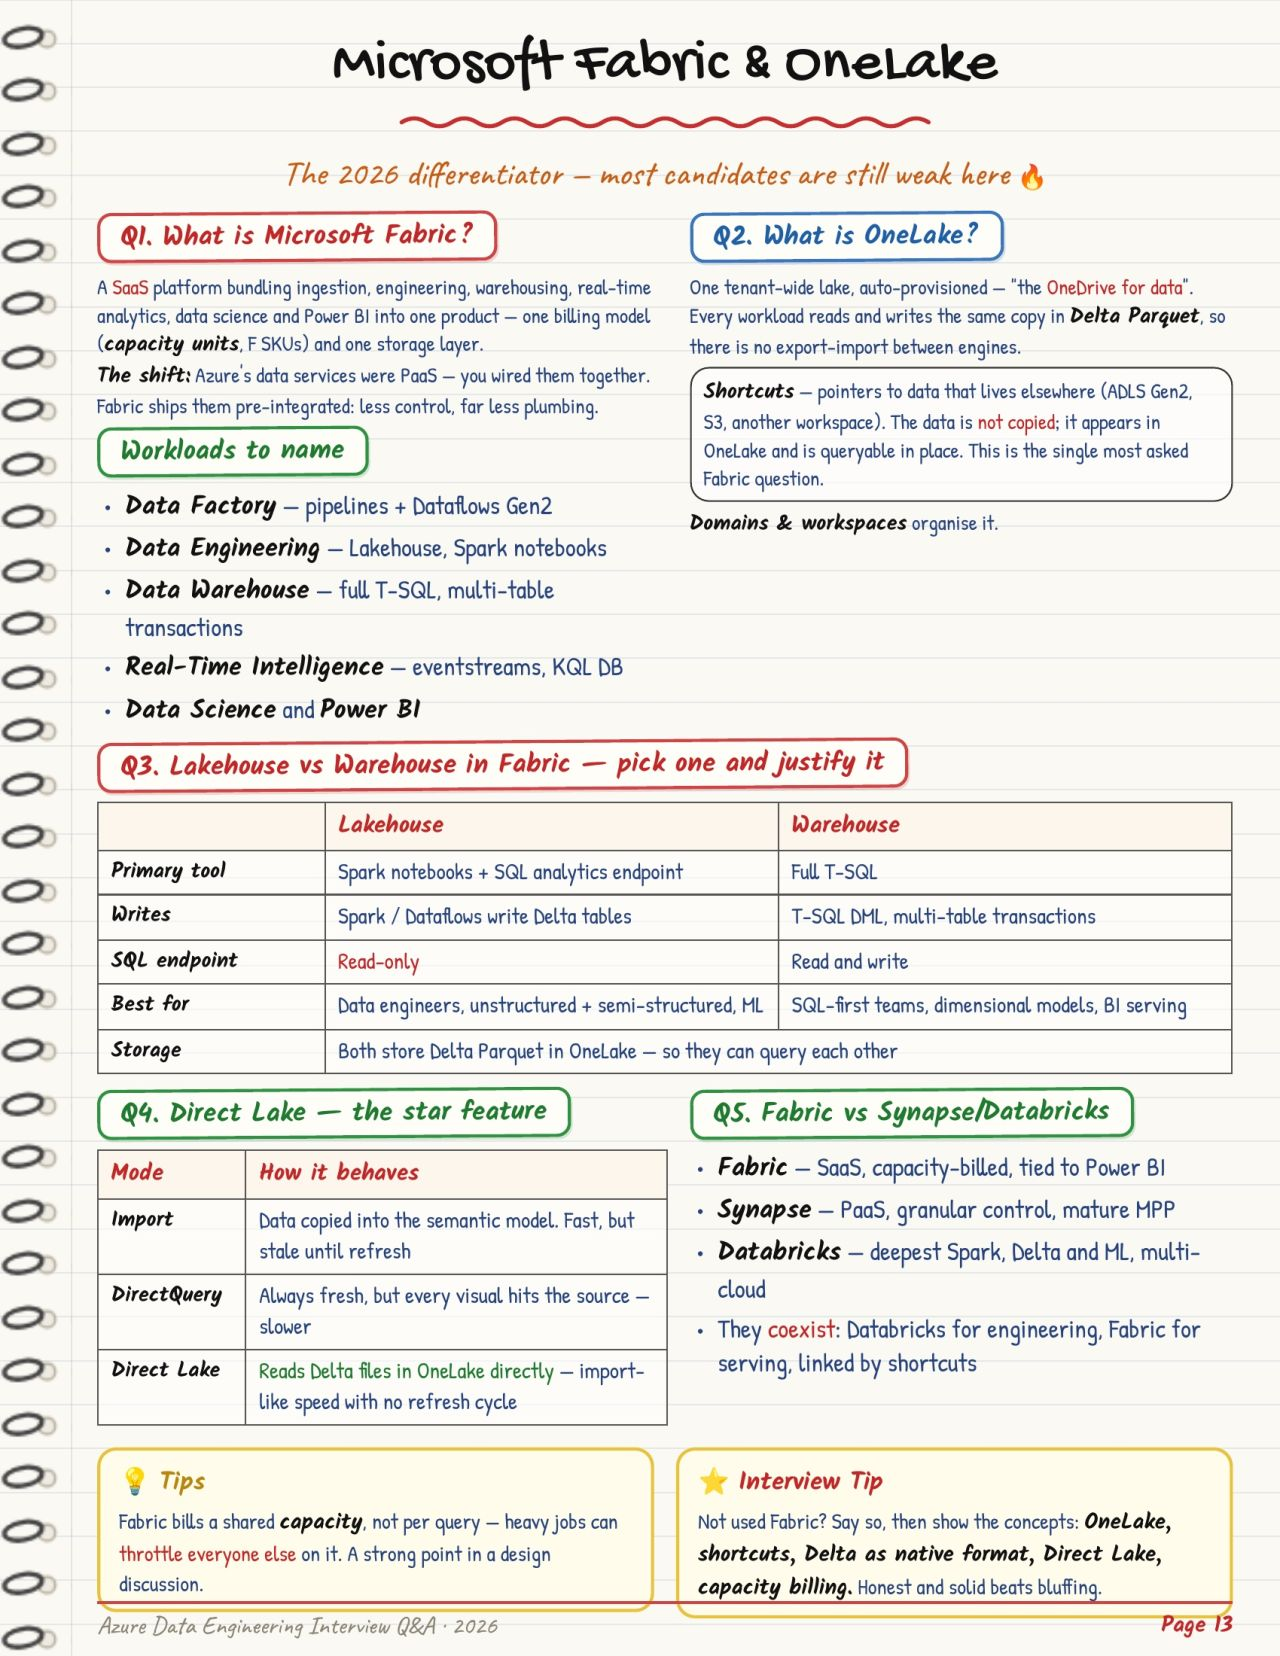 Microsoft Fabric & OneLake
The 2026 differentiator — most candidates are still weak here 🔥
Q1. What is Microsoft Fabric?
A SaaS platform bundling ingestion, engineering, warehousing, real-time
analytics, data science and Power BI into one product — one billing model
(capacity units, F SKUs) and one storage layer.
The shift: Azure's data services were PaaS — you wired them together.
Fabric ships them pre-integrated: less control, far less plumbing.
Workloads to name
• Data Factory — pipelines + Dataflows Gen2
• Data Engineering — Lakehouse, Spark notebooks
• Data Warehouse — full T-SQL, multi-table
transactions
• Real-Time Intelligence — eventstreams, KQL DB
• Data Science and Power BI
Q2. What is OneLake?
One tenant-wide lake, auto-provisioned — "the OneDrive for data".
Every workload reads and writes the same copy in Delta Parquet, so
there is no export-import between engines.
Shortcuts — pointers to data that lives elsewhere (ADLS Gen2,
S3, another workspace). The data is not copied; it appears in
OneLake and is queryable in place. This is the single most asked
Fabric question.
Domains & workspaces organise it.
Q3. Lakehouse vs Warehouse in Fabric — pick one and justify it
Lakehouse Warehouse
Primary tool Spark notebooks + SQL analytics endpoint Full T-SQL
Writes Spark / Dataflows write Delta tables T-SQL DML, multi-table transactions
SQL endpoint Read-only Read and write
Best for Data engineers, unstructured + semi-structured, ML SQL-first teams, dimensional models, BI serving
Storage Both store Delta Parquet in OneLake — so they can query each other
Q4. Direct Lake — the star feature
Mode How it behaves
Import Data copied into the semantic model. Fast, but
stale until refresh
DirectQuery Always fresh, but every visual hits the source —
slower
Direct Lake Reads Delta files in OneLake directly — import-
like speed with no refresh cycle
Q5. Fabric vs Synapse/Databricks
• Fabric — SaaS, capacity-billed, tied to Power BI
• Synapse — PaaS, granular control, mature MPP
• Databricks — deepest Spark, Delta and ML, multi-
cloud
• They coexist: Databricks for engineering, Fabric for
serving, linked by shortcuts
💡 Tips
Fabric bills a shared capacity, not per query — heavy jobs can
throttle everyone else on it. A strong point in a design
discussion.
⭐ Interview Tip
Not used Fabric? Say so, then show the concepts: OneLake,
shortcuts, Delta as native format, Direct Lake,
capacity billing. Honest and solid beats bluffing.
Azure Data Engineering Interview Q&A · 2026
Page 13